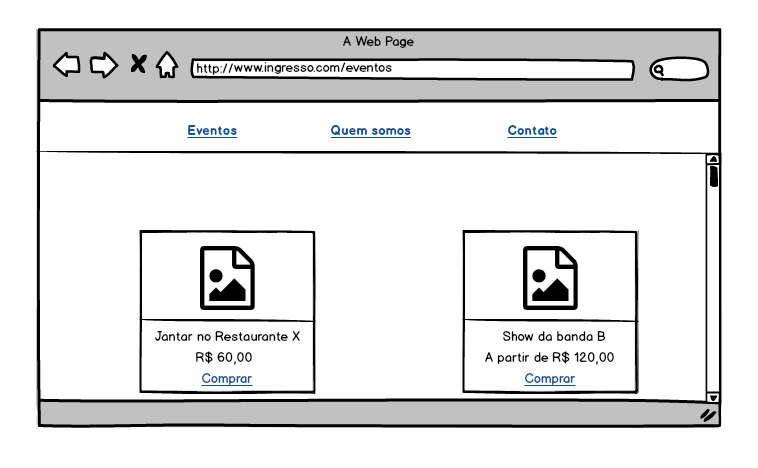 A Web Page
http://www.ingresso.com/eventos
Eventos
Quem somos
Contato
Jantar no Restaurante X
R$ 60,00
Comprar
Show da banda B
A partir de R$ 120,00
Comprar